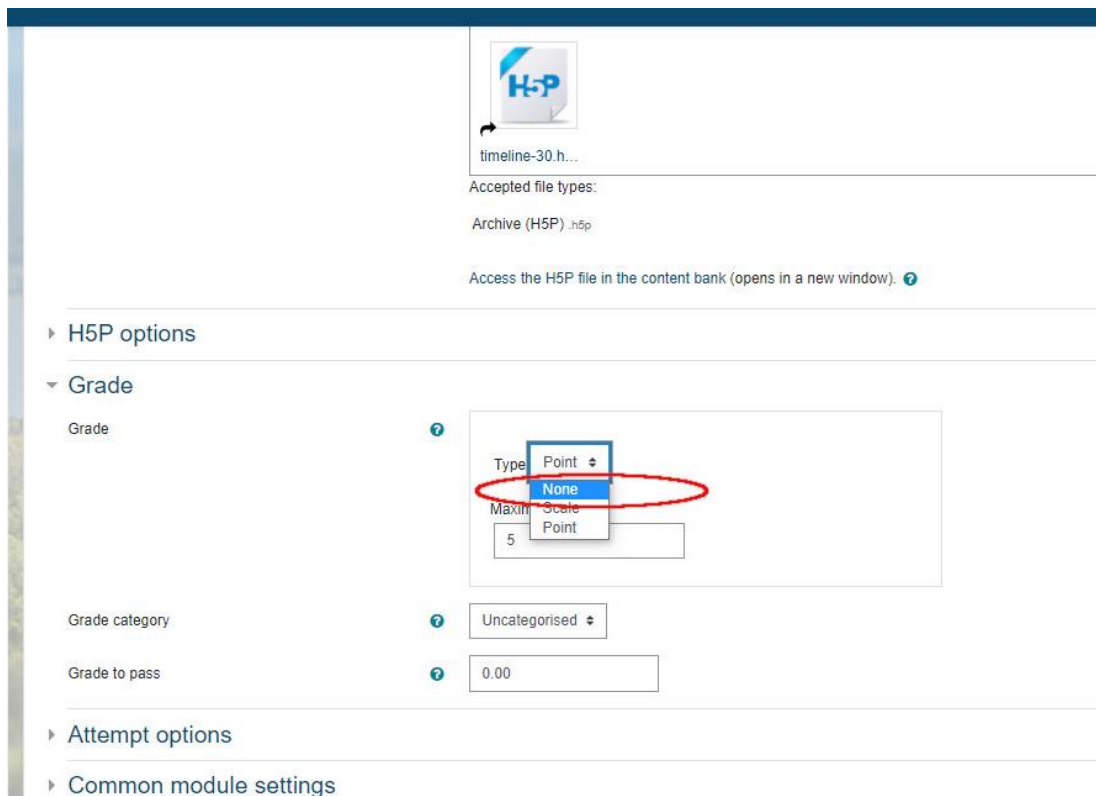 H5P
timeline-30.h...
Accepted file types:
Archive (H5P) .h5p
Access the H5P file in the content bank (opens in a new window).
H5P options
Grade
Grade
Type Point
None
Scale
Point
5
Grade category Uncategorised
Grade to pass 0.00
Attempt options
Common module settings